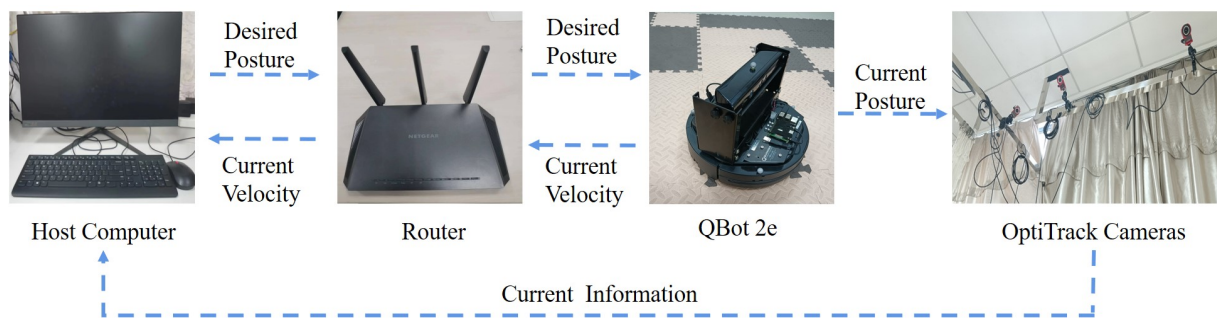 Desired
Posture
Desired
Posture
Current
Posture
NETGEAR
Current
Velocity
Current
Velocity
Host Computer
Router
QBot 2e
OptiTrack Cameras
Current Information